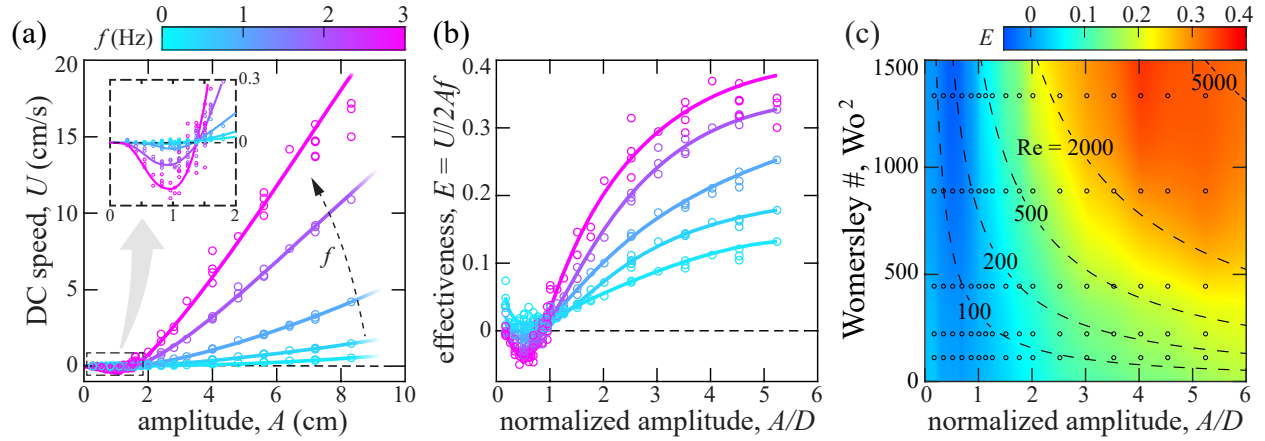 (a)
f (Hz)
0 1 2 3
DC speed, U (cm/s)
20
15
10
5
0
0.3
0
0 1 2
f
0 2 4 6 8 10
amplitude, A (cm)
(b)
effectiveness, E = U/2Af
0.4
0.3
0.2
0.1
0
0 1 2 3 4 5 6
normalized amplitude, A/D
(c)
E
0 0.1 0.2 0.3 0.4
Womersley #, Wo²
1500
1000
500
0
5000
Re = 2000
500
200
100
0 1 2 3 4 5 6
normalized amplitude, A/D